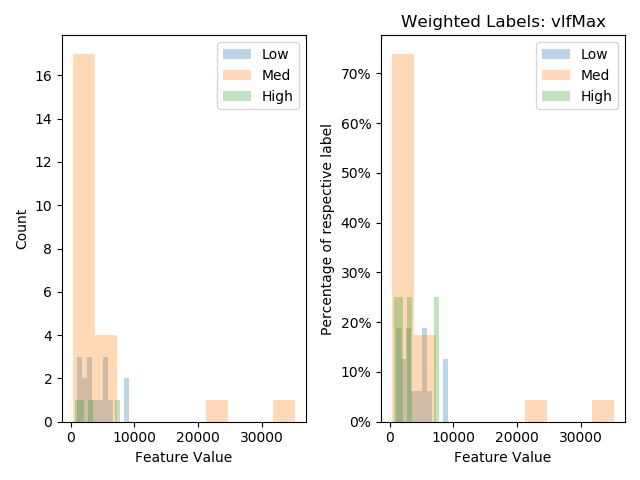 Count
16
14
12
10
8
6
4
2
0
0
10000
20000
30000
Feature Value
Low
Med
High
Weighted Labels: vlfMax
Percentage of respective label
70%
60%
50%
40%
30%
20%
10%
0%
0
10000
20000
30000
Feature Value
Low
Med
High